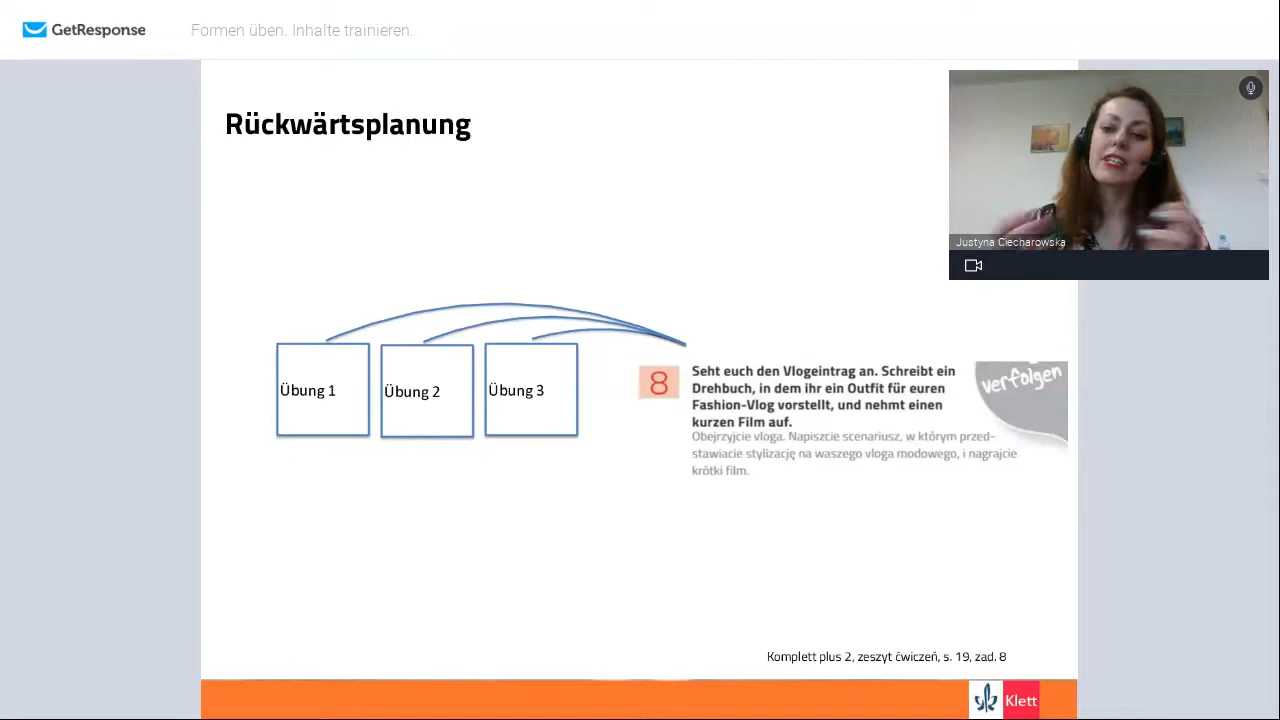 GetResponse
Formen üben. Inhalte trainieren.
Rückwärtsplanung
Justyna Ciecharowska
Übung 1
Übung 2
Übung 3
8
Seht euch den Vlogeintrag an. Schreibt ein
Drehbuch, in dem ihr ein Outfit für euren
Fashion-Vlog vorstellt, und nehmt einen
kurzen Film auf.
Obejrzyjcie vloga. Napiszcie scenariusz, w którym przed-
stawiacie stylizację na waszego vloga modowego, i nagrajcie
krótki film.
verfolgen
Komplett plus 2, zeszyt ćwiczeń, s. 19, zad. 8
Klett